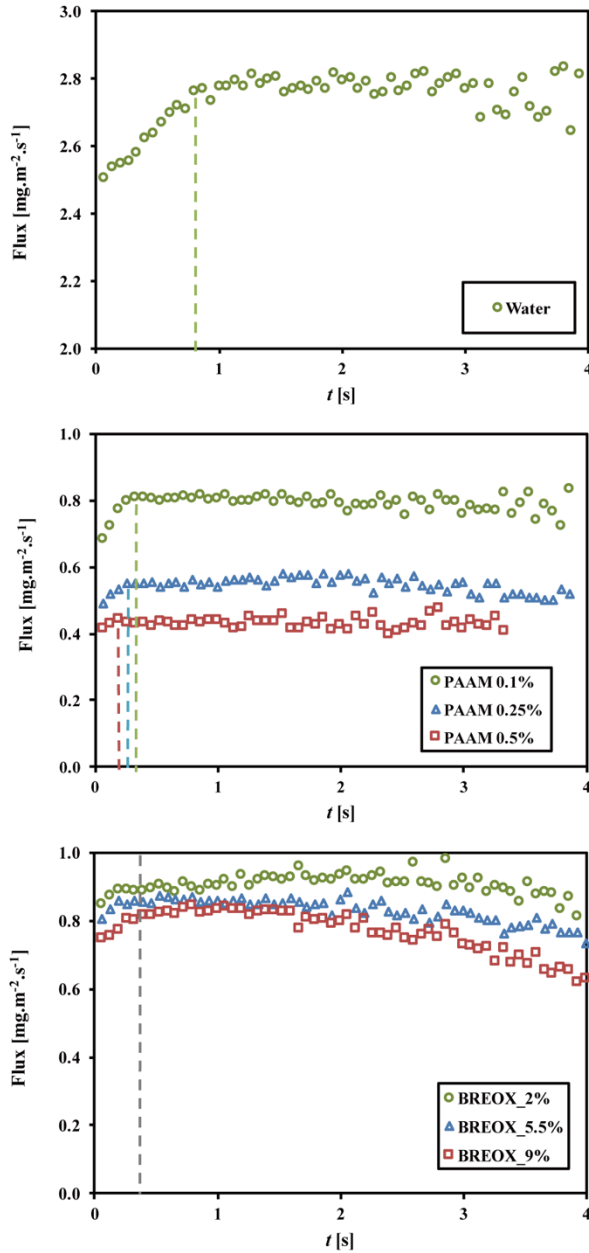 3.0
2.8
2.6
2.4
2.2
2.0
Flux [mg.m⁻².s⁻¹]
0 1 2 3 4
t [s]
Water
1.0
0.8
0.6
0.4
0.2
0.0
Flux [mg.m⁻².s⁻¹]
0 1 2 3 4
t [s]
PAAM 0.1%
PAAM 0.25%
PAAM 0.5%
1.0
0.8
0.6
0.4
0.2
0.0
Flux [mg.m⁻².s⁻¹]
0 1 2 3 4
t [s]
BREOX_2%
BREOX_5.5%
BREOX_9%